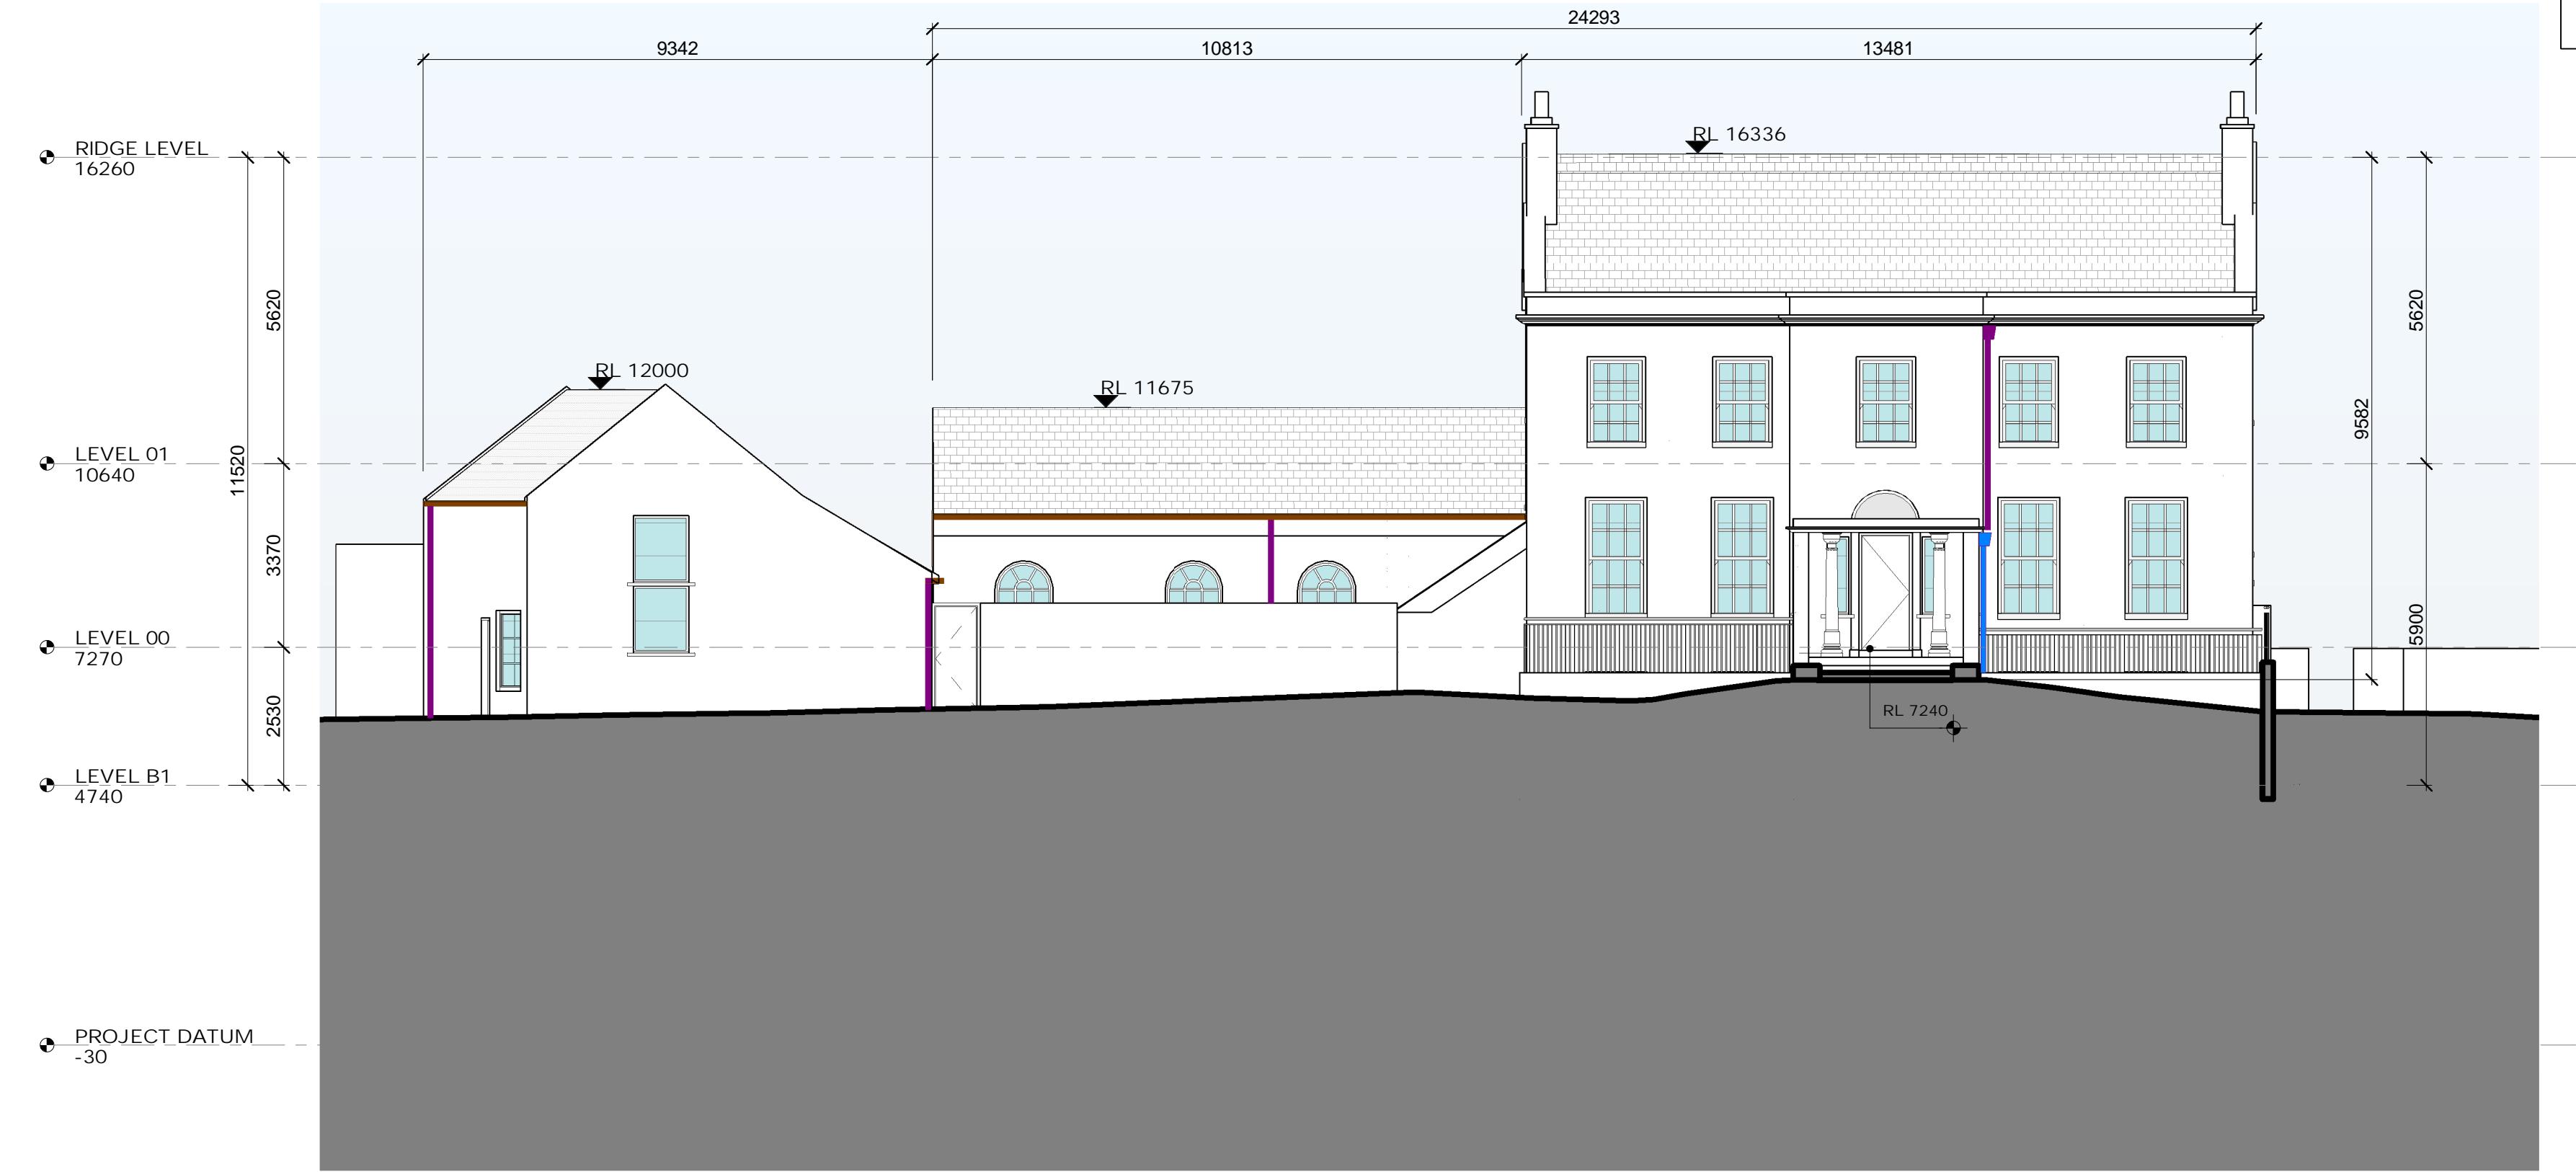 24293
9342
10813
13481
RL 16336
RIDGE LEVEL
16260
5620
5620
RL 12000
RL 11675
9582
LEVEL 01
10640
11520
3370
5900
LEVEL 00
7270
2530
RL 7240
LEVEL B1
4740
PROJECT DATUM
-30